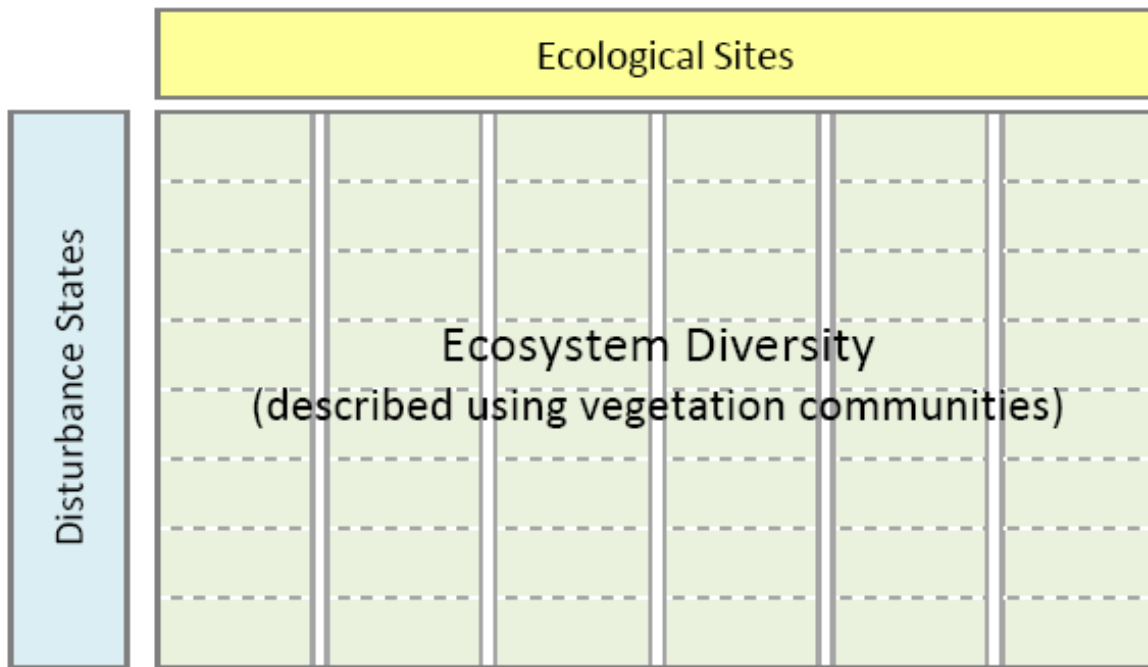 Ecological Sites
Disturbance States
Ecosystem Diversity
(described using vegetation communities)